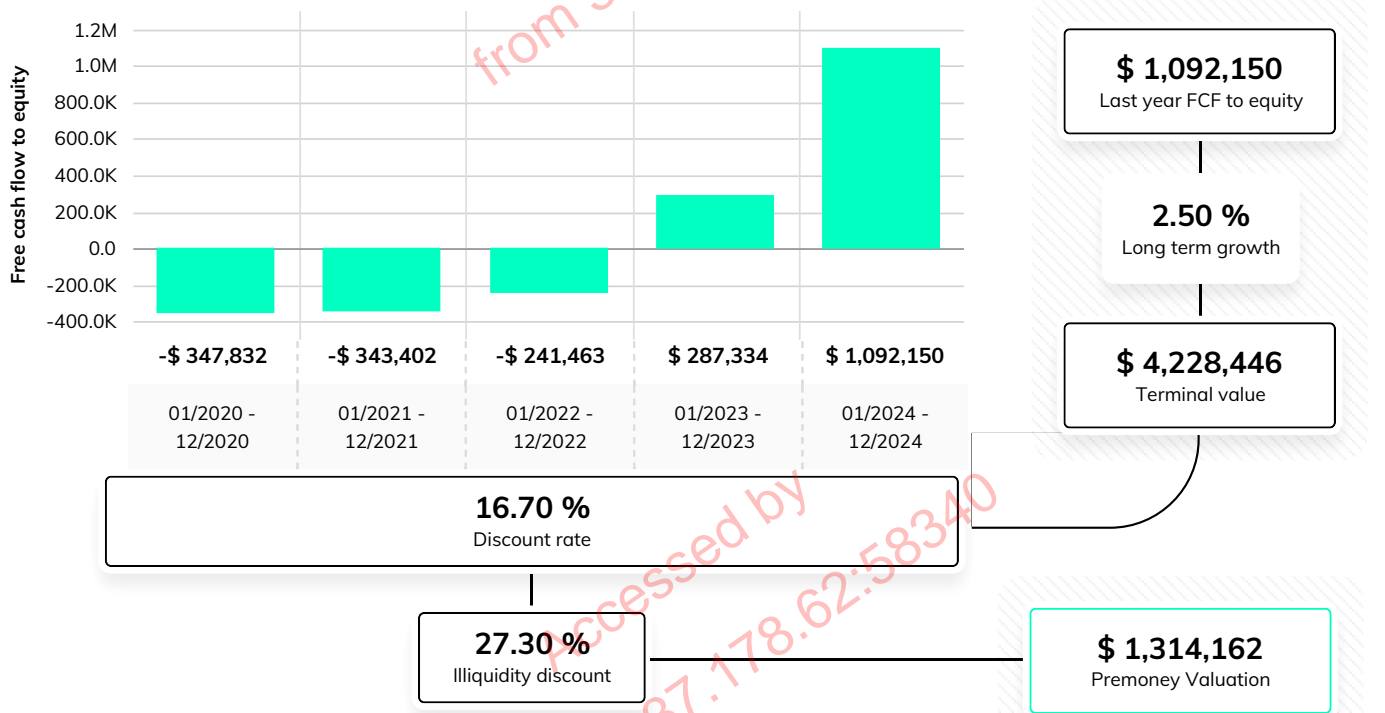 Free cash flow to equity
1.2M
1.0M
800.0K
600.0K
400.0K
200.0K
0.0
-200.0K
-400.0K
-$ 347,832
-$ 343,402
-$ 241,463
$ 287,334
$ 1,092,150
01/2020 -
12/2020
01/2021 -
12/2021
01/2022 -
12/2022
01/2023 -
12/2023
01/2024 -
12/2024
$ 1,092,150
Last year FCF to equity
2.50 %
Long term growth
$ 4,228,446
Terminal value
16.70 %
Discount rate
27.30 %
Illiquidity discount
$ 1,314,162
Premoney Valuation
from
Accessed by
37.178.62:58340